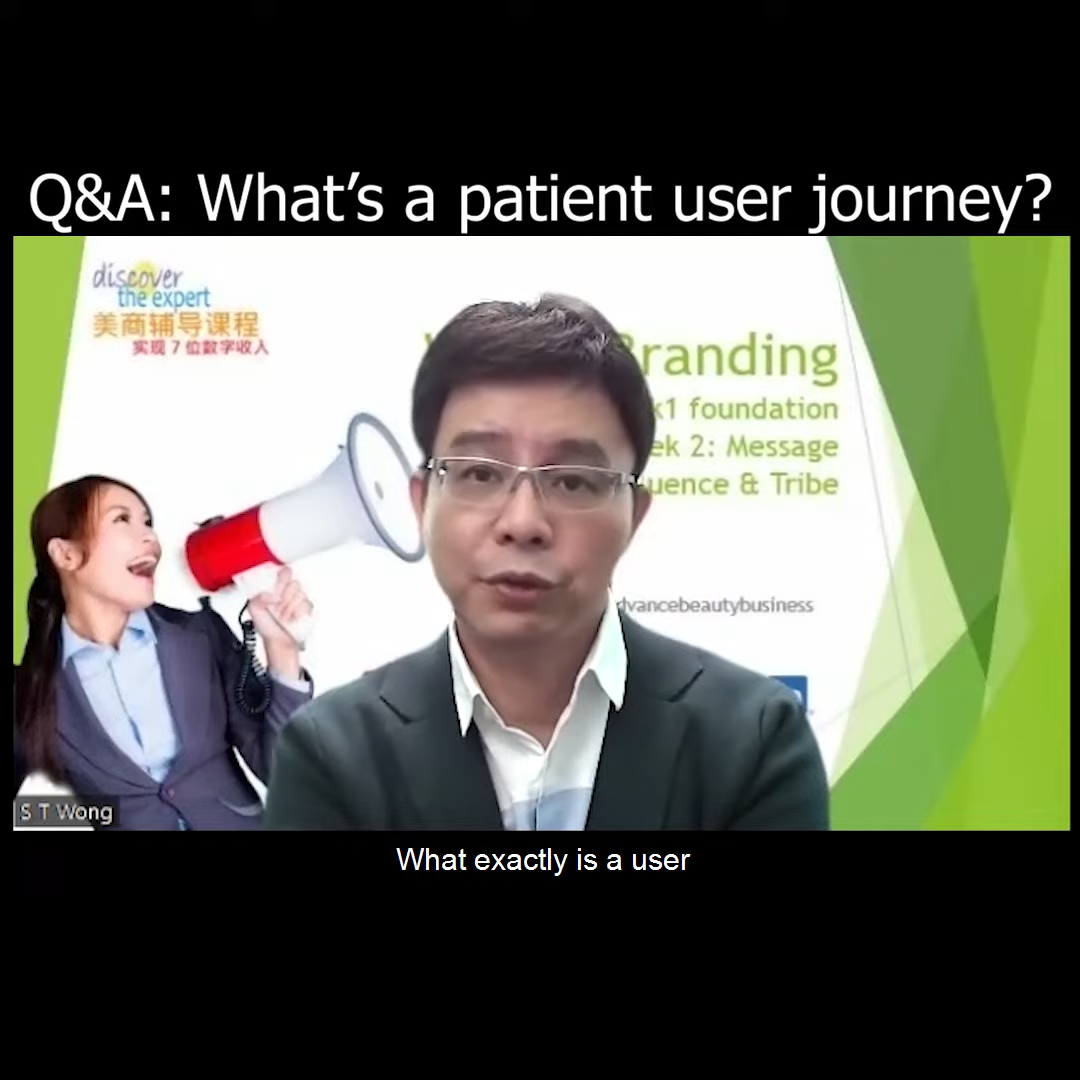 Q&A: What’s a patient user journey?
discover
the expert
美商辅导课程
实现7位数字收入
randing
k1 foundation
ek 2: Message
uence & Tribe
dvancebeautybusiness
S T Wong
What exactly is a user